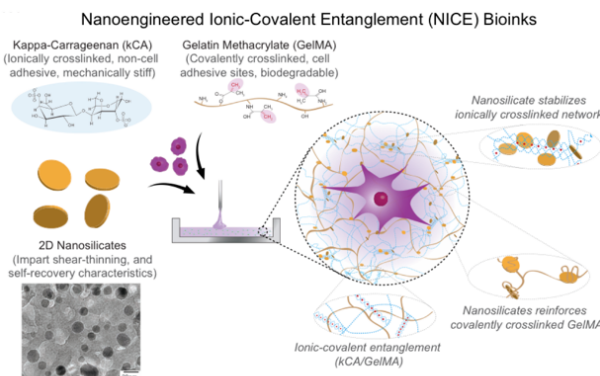 Nanoengineered Ionic-Covalent Entanglement (NICE) Bioinks
Kappa-Carrageenan (kCA)
(Ionically crosslinked, non-cell
adhesive, mechanically stiff)
Gelatin Methacrylate (GelMA)
(Covalently crosslinked, cell
adhesive sites, biodegradable)
2D Nanosilicates
(Impart shear-thinning, and
self-recovery characteristics)
Nanosilicate stabilizes
ionically crosslinked network
Nanosilicates reinforces
covalently crosslinked GelMA
Ionic-covalent entanglement
(kCA/GelMA)